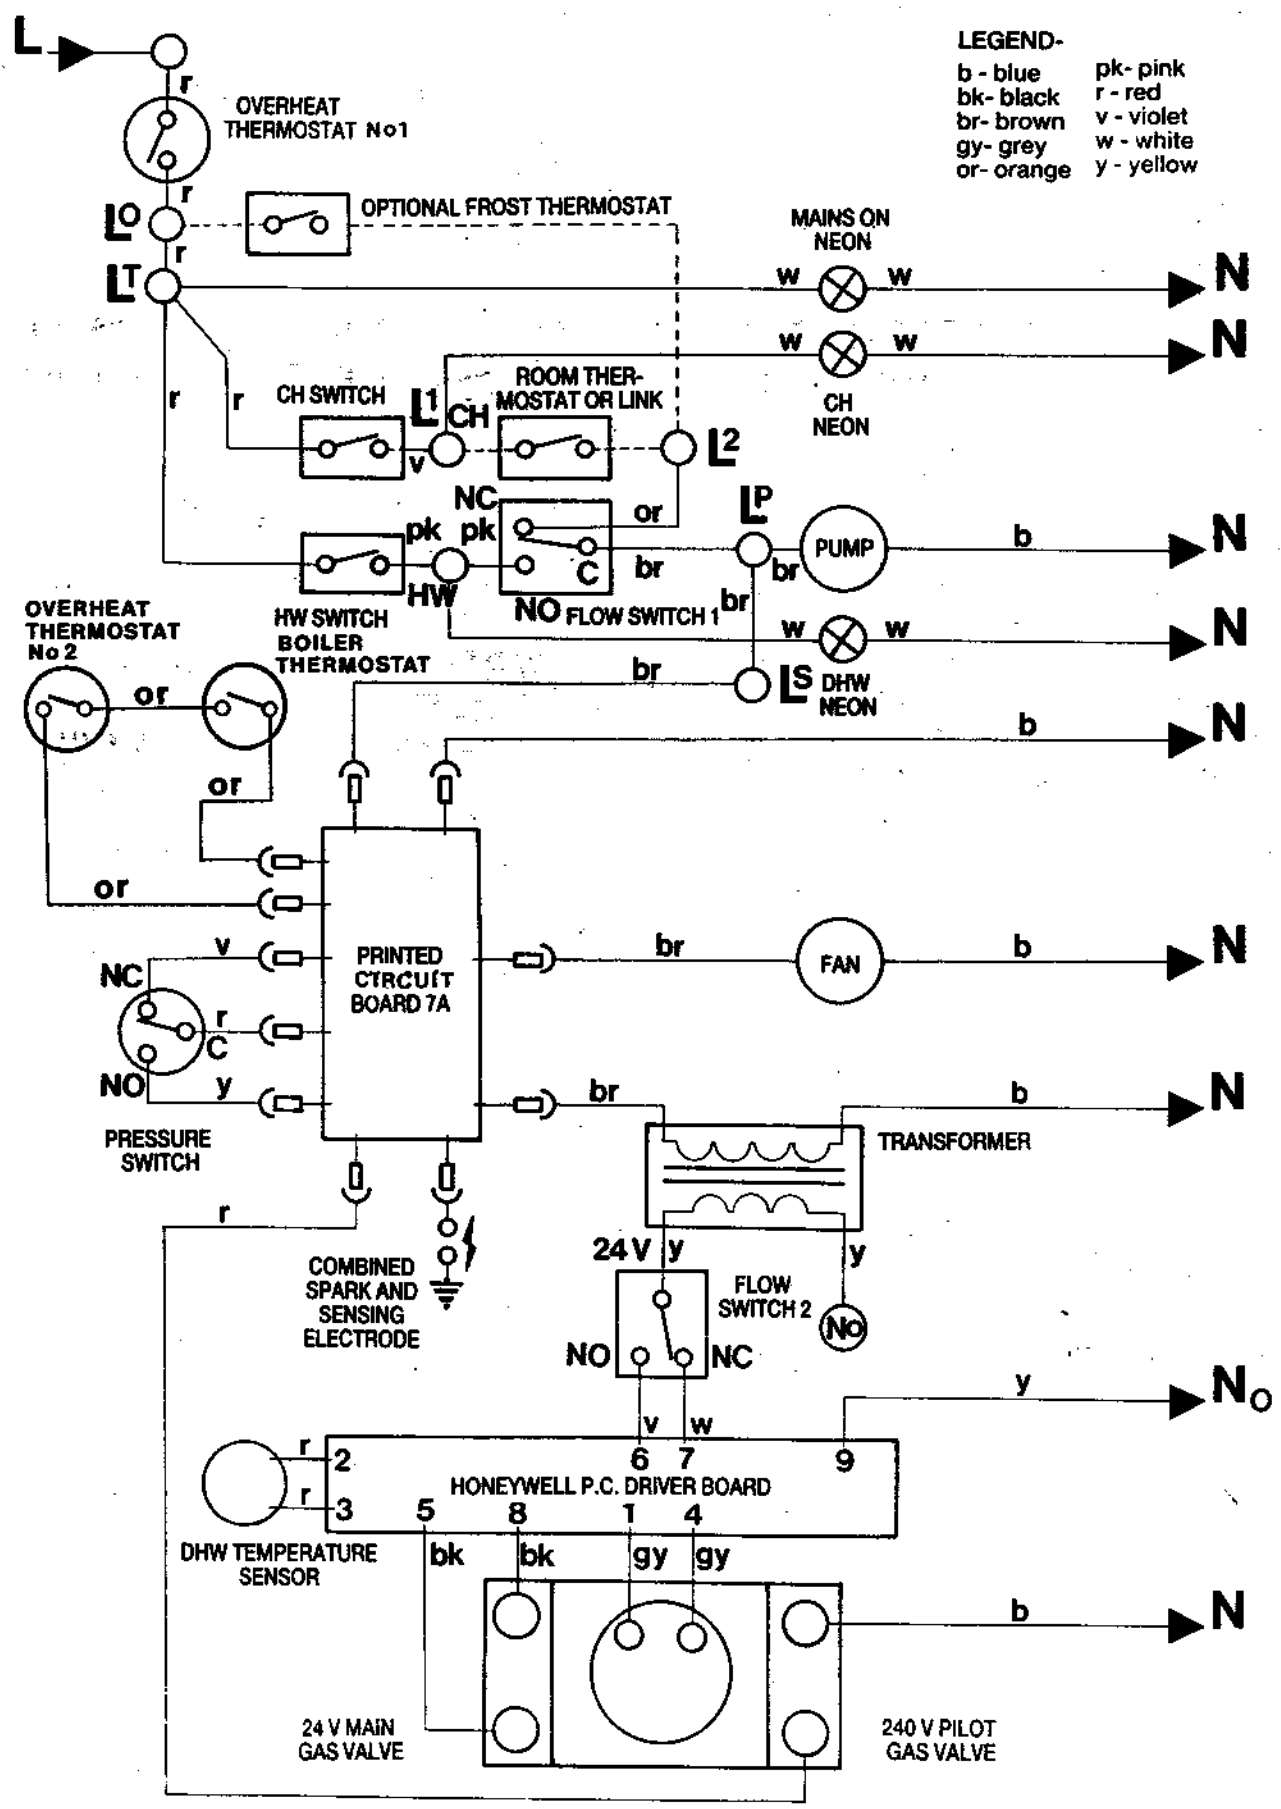 L
LEGEND-
b - blue
bk- black
br- brown
gy- grey
or- orange
pk- pink
r - red
v - violet
w - white
y - yellow
r
OVERHEAT
THERMOSTAT No1
r
LO
OPTIONAL FROST THERMOSTAT
r
LT
MAINS ON
NEON
w
w
N
w
w
N
CH
NEON
r
r
CH SWITCH
L1
CH
v
ROOM THER-
MOSTAT OR LINK
L2
NC
or
pk
pk
HW
C
NO
br
FLOW SWITCH 1
LP
br
PUMP
b
N
HW SWITCH
br
w
w
N
OVERHEAT
THERMOSTAT
No 2
BOILER
THERMOSTAT
br
LS
DHW
NEON
or
b
N
or
or
PRINTED
CIRCUIT
BOARD 7A
v
NC
r
C
NO
y
PRESSURE
SWITCH
br
FAN
b
N
br
b
N
TRANSFORMER
r
COMBINED
SPARK AND
SENSING
ELECTRODE
24 V
y
y
FLOW
SWITCH 2
No
NO
NC
y
No
v
w
r
2
6
7
9
HONEYWELL P.C. DRIVER BOARD
r
3
5
8
1
4
DHW TEMPERATURE
SENSOR
bk
bk
gy
gy
b
N
24 V MAIN
GAS VALVE
240 V PILOT
GAS VALVE